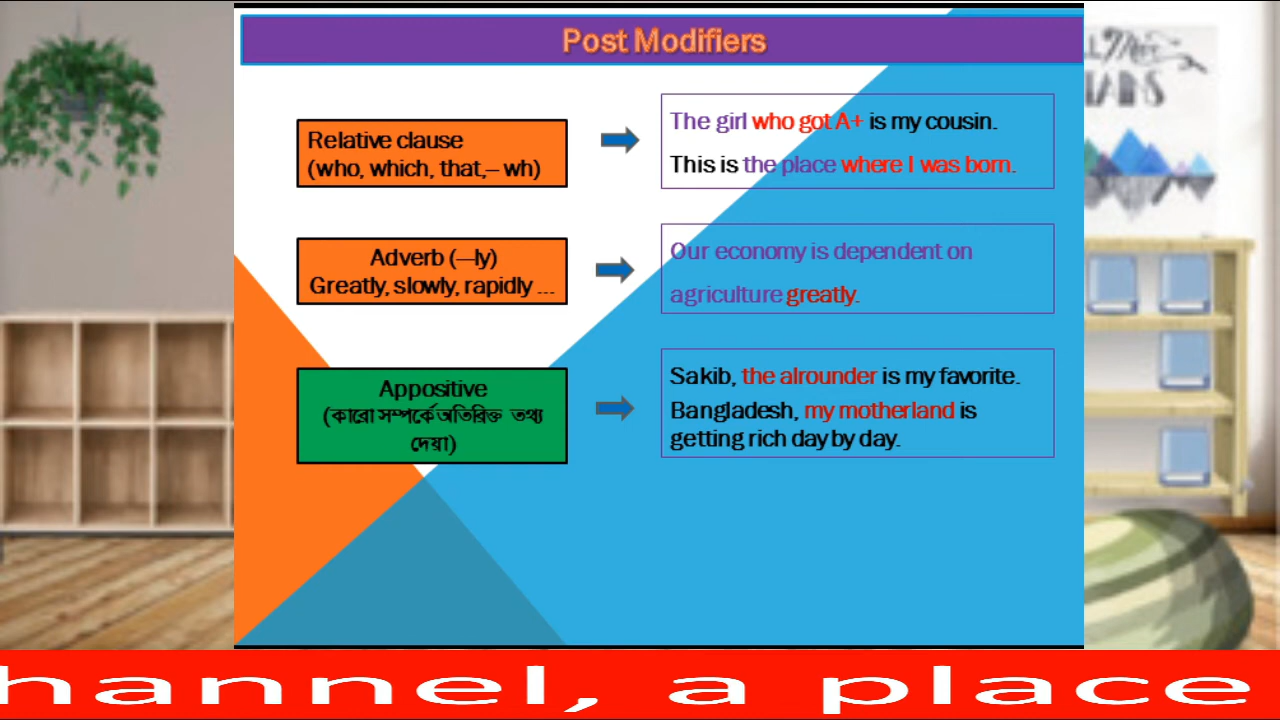 Post Modifiers
Relative clause
(who, which, that,– wh)
The girl who got A+ is my cousin.
This is the place where I was born.
Adverb (—ly)
Greatly, slowly, rapidly ...
Our economy is dependent on
agriculture greatly.
Appositive
(কারো সম্পর্কে অতিরিক্ত তথ্য
দেয়া)
Sakib, the alrounder is my favorite.
Bangladesh, my motherland is
getting rich day by day.
hannel, a place